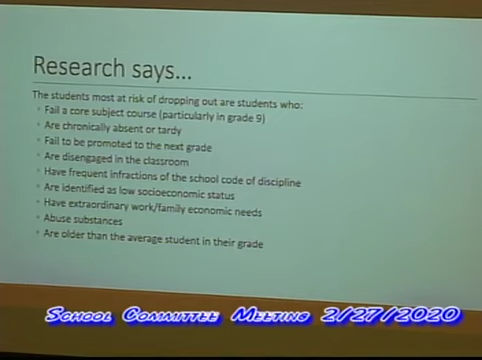 Research says...
The students most at risk of dropping out are students who:
• Fail a core subject course (particularly in grade 9)
• Are chronically absent or tardy
• Fail to be promoted to the next grade
• Are disengaged in the classroom
• Have frequent infractions of the school code of discipline
• Are identified as low socioeconomic status
• Have extraordinary work/family economic needs
• Abuse substances
• Are older than the average student in their grade
School Committee Meeting 2/27/2020